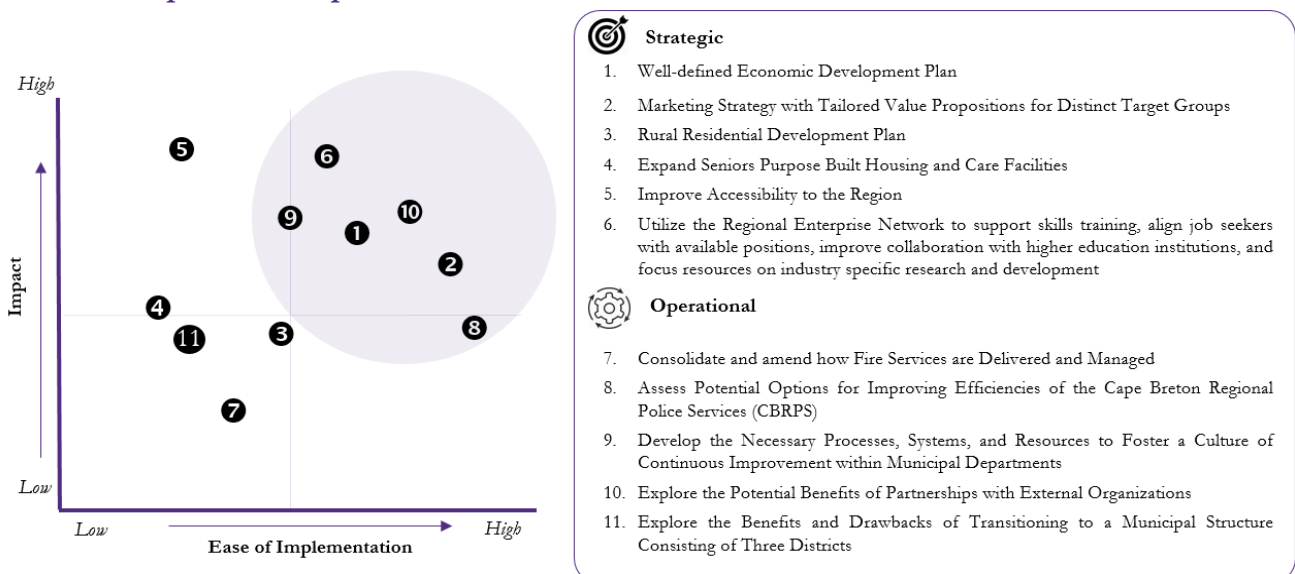 High
Impact
Low
Low
High
Ease of Implementation
5
6
9
10
1
2
4
11
3
8
7
Strategic
1. Well-defined Economic Development Plan
2. Marketing Strategy with Tailored Value Propositions for Distinct Target Groups
3. Rural Residential Development Plan
4. Expand Seniors Purpose Built Housing and Care Facilities
5. Improve Accessibility to the Region
6. Utilize the Regional Enterprise Network to support skills training, align job seekers
with available positions, improve collaboration with higher education institutions, and
focus resources on industry specific research and development
Operational
7. Consolidate and amend how Fire Services are Delivered and Managed
8. Assess Potential Options for Improving Efficiencies of the Cape Breton Regional
Police Services (CBRPS)
9. Develop the Necessary Processes, Systems, and Resources to Foster a Culture of
Continuous Improvement within Municipal Departments
10. Explore the Potential Benefits of Partnerships with External Organizations
11. Explore the Benefits and Drawbacks of Transitioning to a Municipal Structure
Consisting of Three Districts